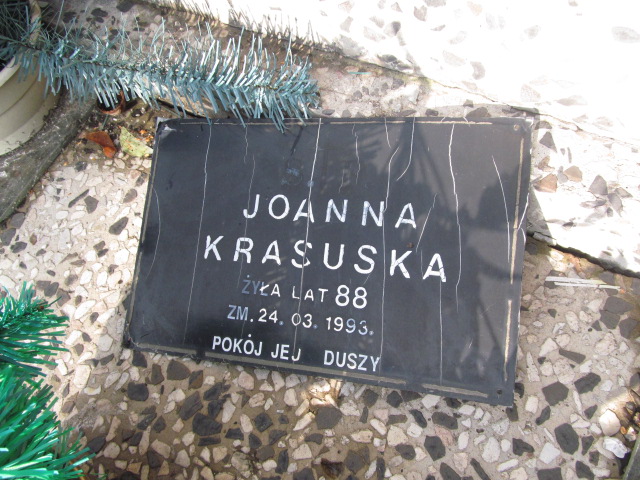 JOANNA
KRASUSKA
ŻYŁA LAT 88
ZM. 24. 03. 1993.
POKÓJ JEJ DUSZY